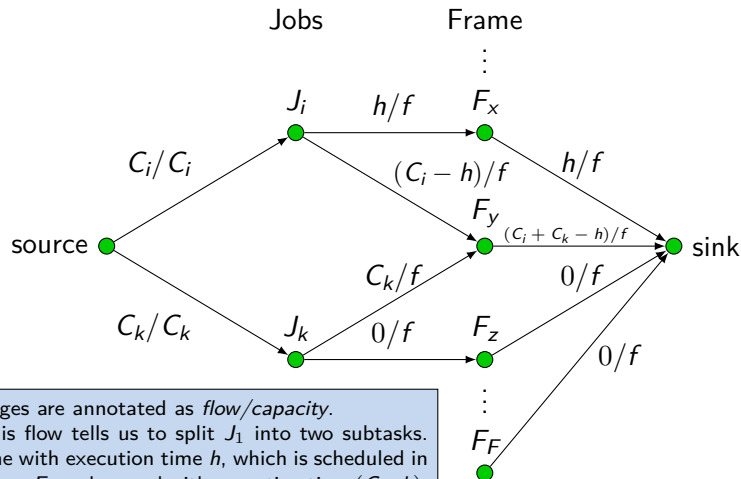 Jobs Frame
⋮
J_i h/f F_x
C_i/C_i (C_i − h)/f h/f
F_y
source (C_i + C_k − h)/f sink
C_k/f 0/f
C_k/C_k J_k 0/f F_z
0/f
⋮
ges are annotated as flow/capacity.
is flow tells us to split J_1 into two subtasks.
e with execution time h, which is scheduled in
F_F